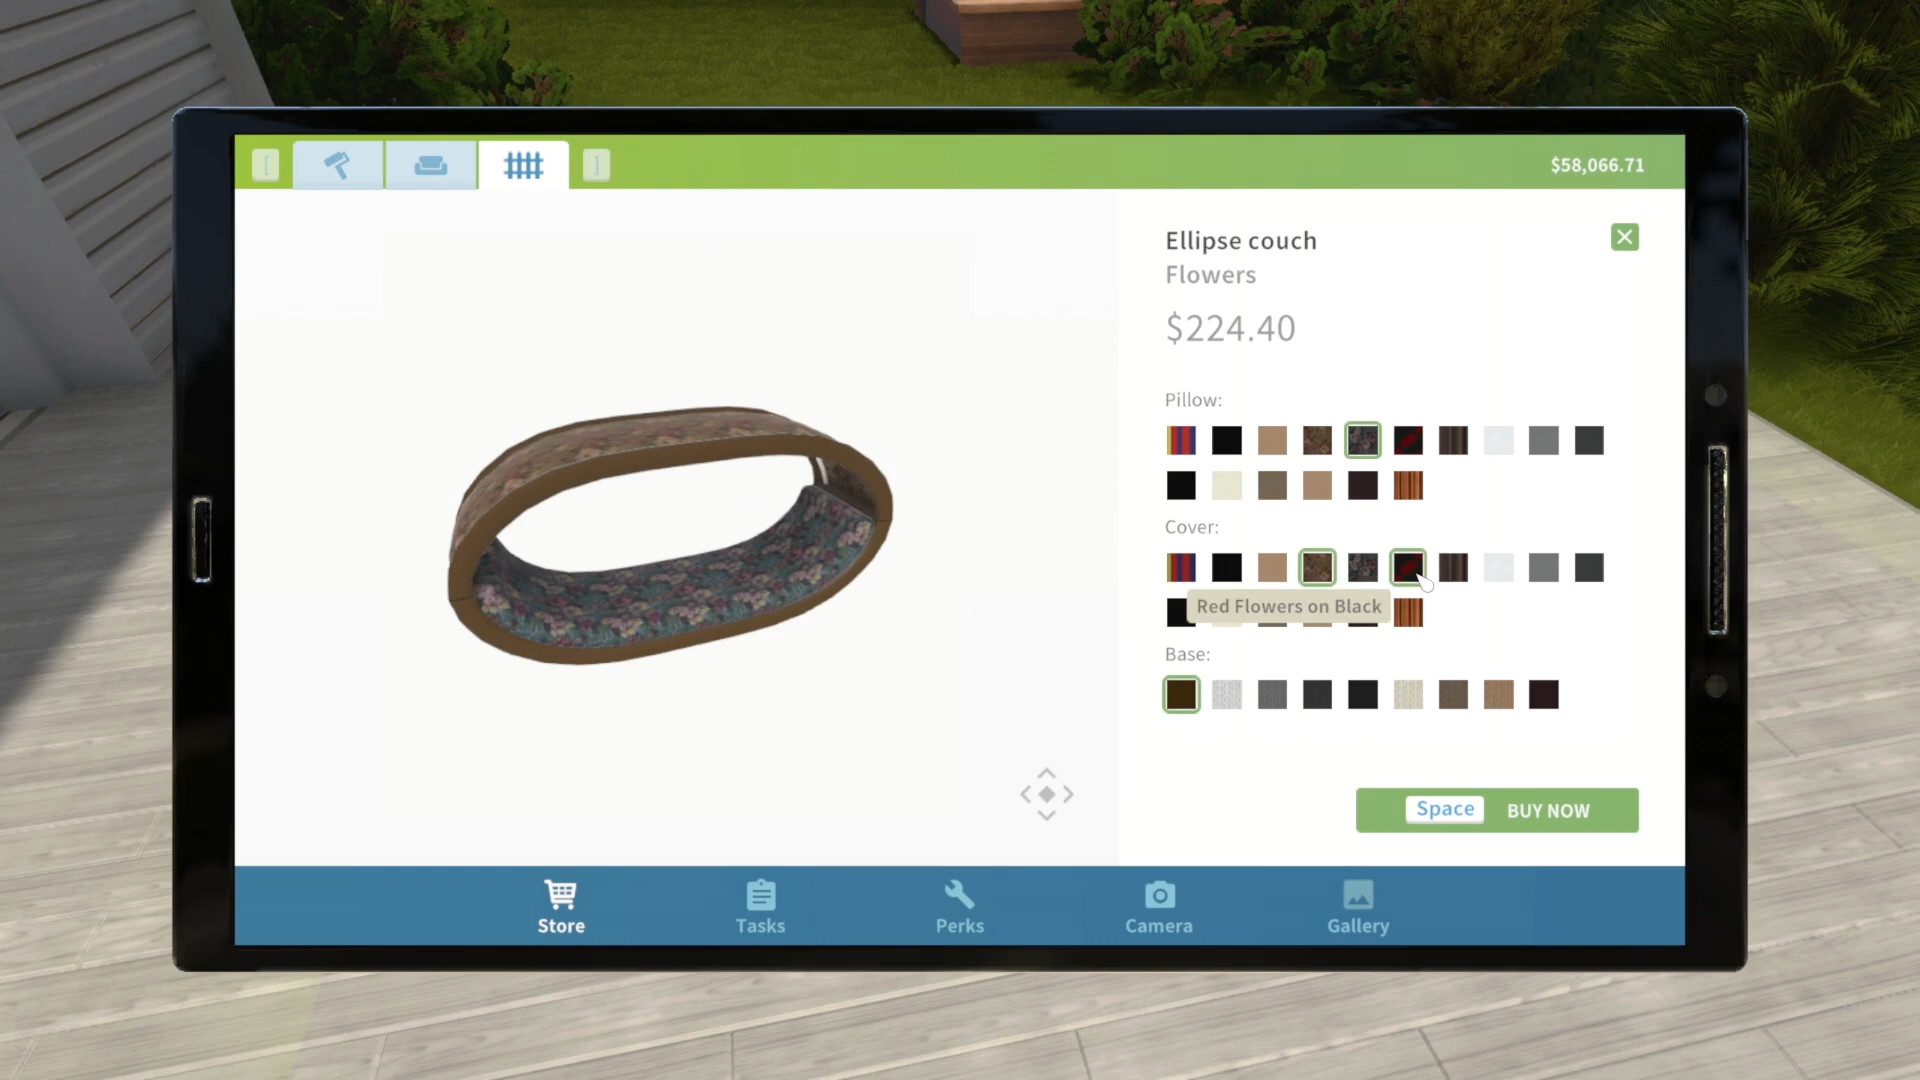 [
]
$58,066.71
Ellipse couch
Flowers
$224.40
Pillow:
Cover:
Red Flowers on Black
Base:
Space BUY NOW
Store
Tasks
Perks
Camera
Gallery